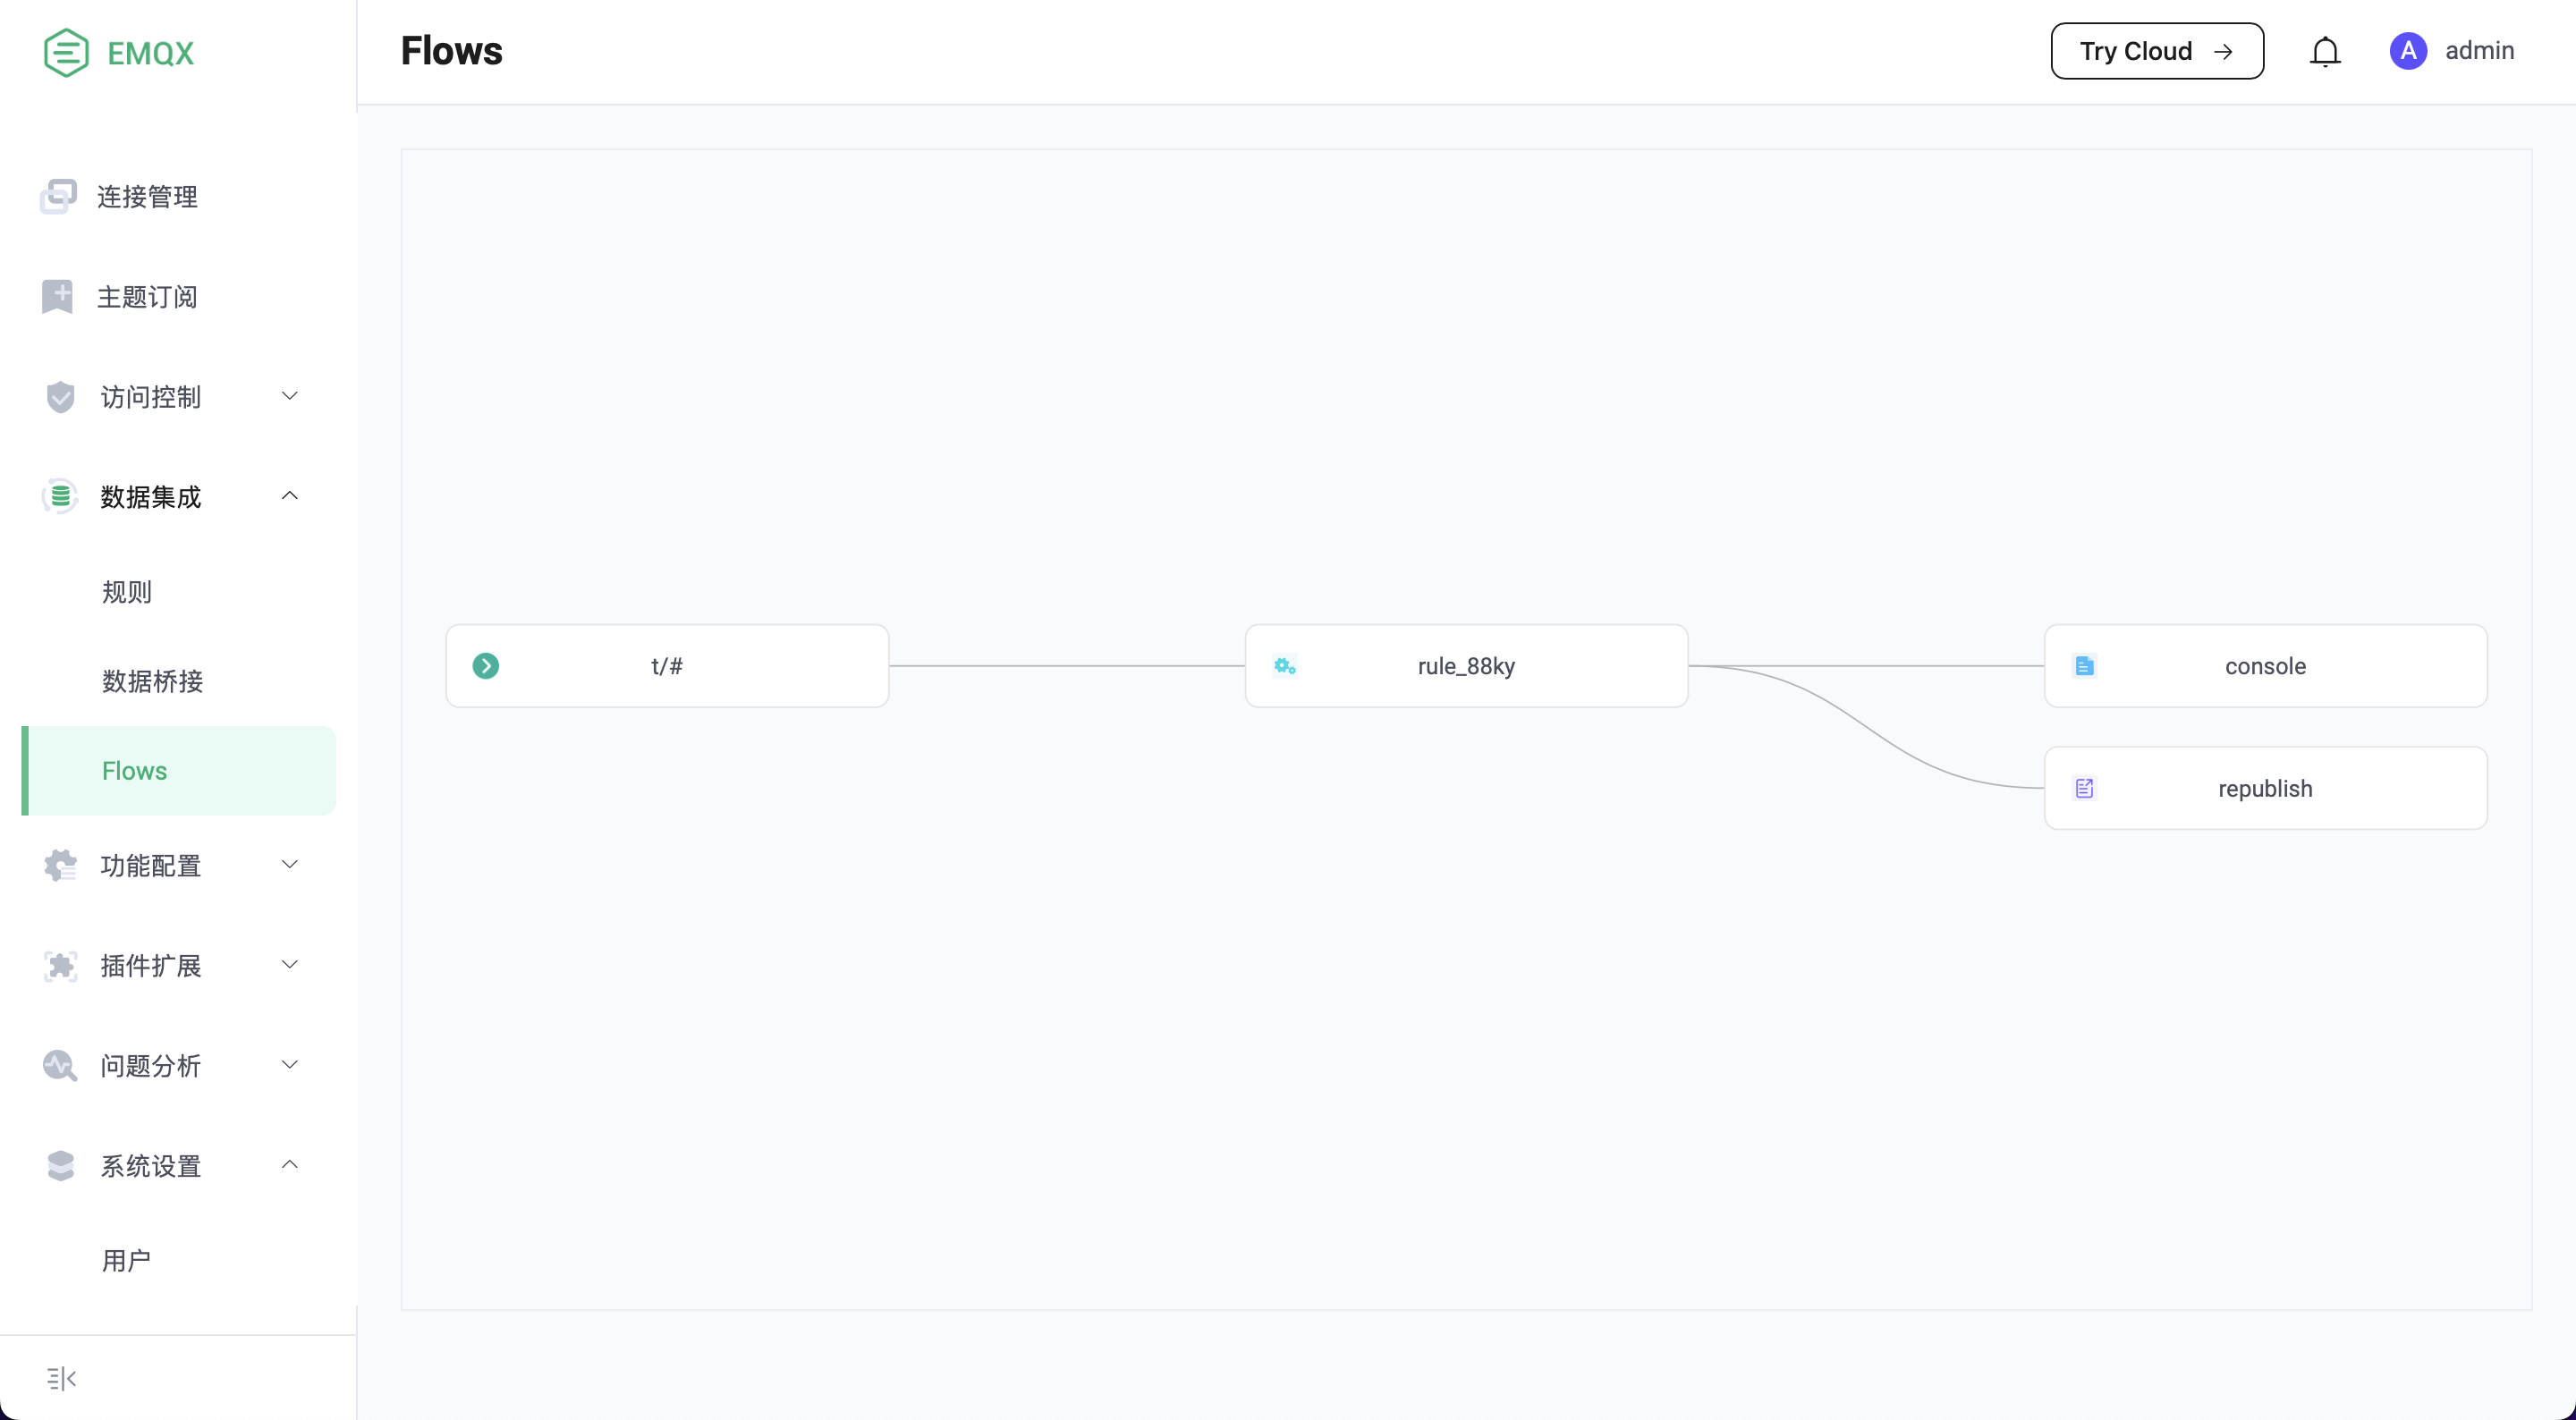 EMQX
Flows
Try Cloud
A
admin
连接管理
主题订阅
访问控制
数据集成
规则
数据桥接
Flows
功能配置
插件扩展
问题分析
系统设置
用户
t/#
rule_88ky
console
republish